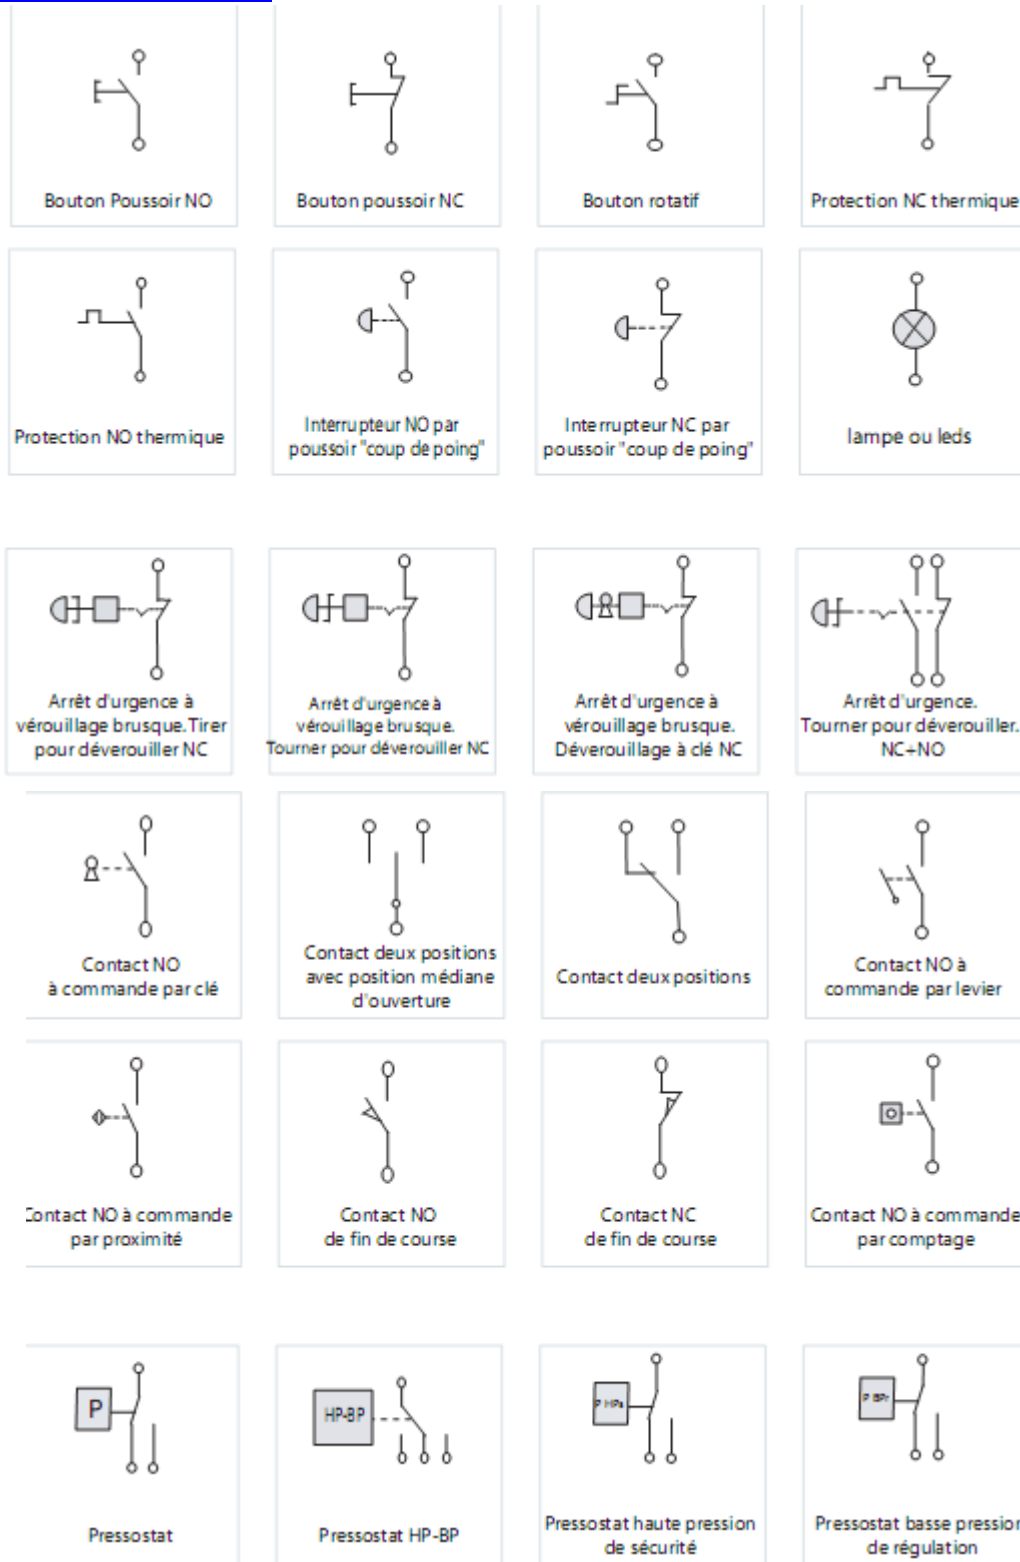 Bouton Poussoir NO
Bouton poussoir NC
Bouton rotatif
Protection NC thermique
Protection NO thermique
Interrupteur NO par
poussoir "coup de poing"
Interrupteur NC par
poussoir "coup de poing"
lampe ou leds
Arrêt d'urgence à
vérouillage brusque. Tirer
pour déverouiller NC
Arrêt d'urgence à
vérouillage brusque.
Tourner pour déverouiller NC
Arrêt d'urgence à
vérouillage brusque.
Déverouillage à clé NC
Arrêt d'urgence.
Tourner pour déverouiller.
NC+NO
Contact NO
à commande par clé
Contact deux positions
avec position médiane
d'ouverture
Contact deux positions
Contact NO à
commande par levier
Contact NO à commande
par proximité
Contact NO
de fin de course
Contact NC
de fin de course
Contact NO à commande
par comptage
P
Pressostat
HP-BP
Pressostat HP-BP
P HPs
Pressostat haute pression
de sécurité
P BPr
Pressostat basse pression
de régulation